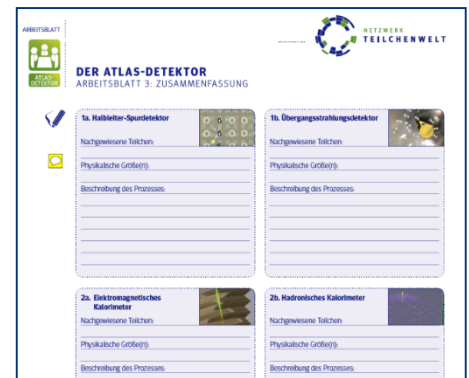 ARBEITSBLATT
NETZWERK
TEILCHENWELT
ATLAS-
DETEKTOR
DER ATLAS-DETEKTOR
ARBEITSBLATT 3: ZUSAMMENFASSUNG
1a. Halbleiter-Spurdetektor
Nachgewiesene Teilchen:
Physikalische Größe(n):
Beschreibung des Prozesses:
1b. Übergangsstrahlungsdetektor
Nachgewiesene Teilchen:
Physikalische Größe(n):
Beschreibung des Prozesses:
2a. Elektromagnetisches
Kalorimeter
Nachgewiesene Teilchen:
Physikalische Größe(n):
Beschreibung des Prozesses:
2b. Hadronisches Kalorimeter
Nachgewiesene Teilchen:
Physikalische Größe(n):
Beschreibung des Prozesses: